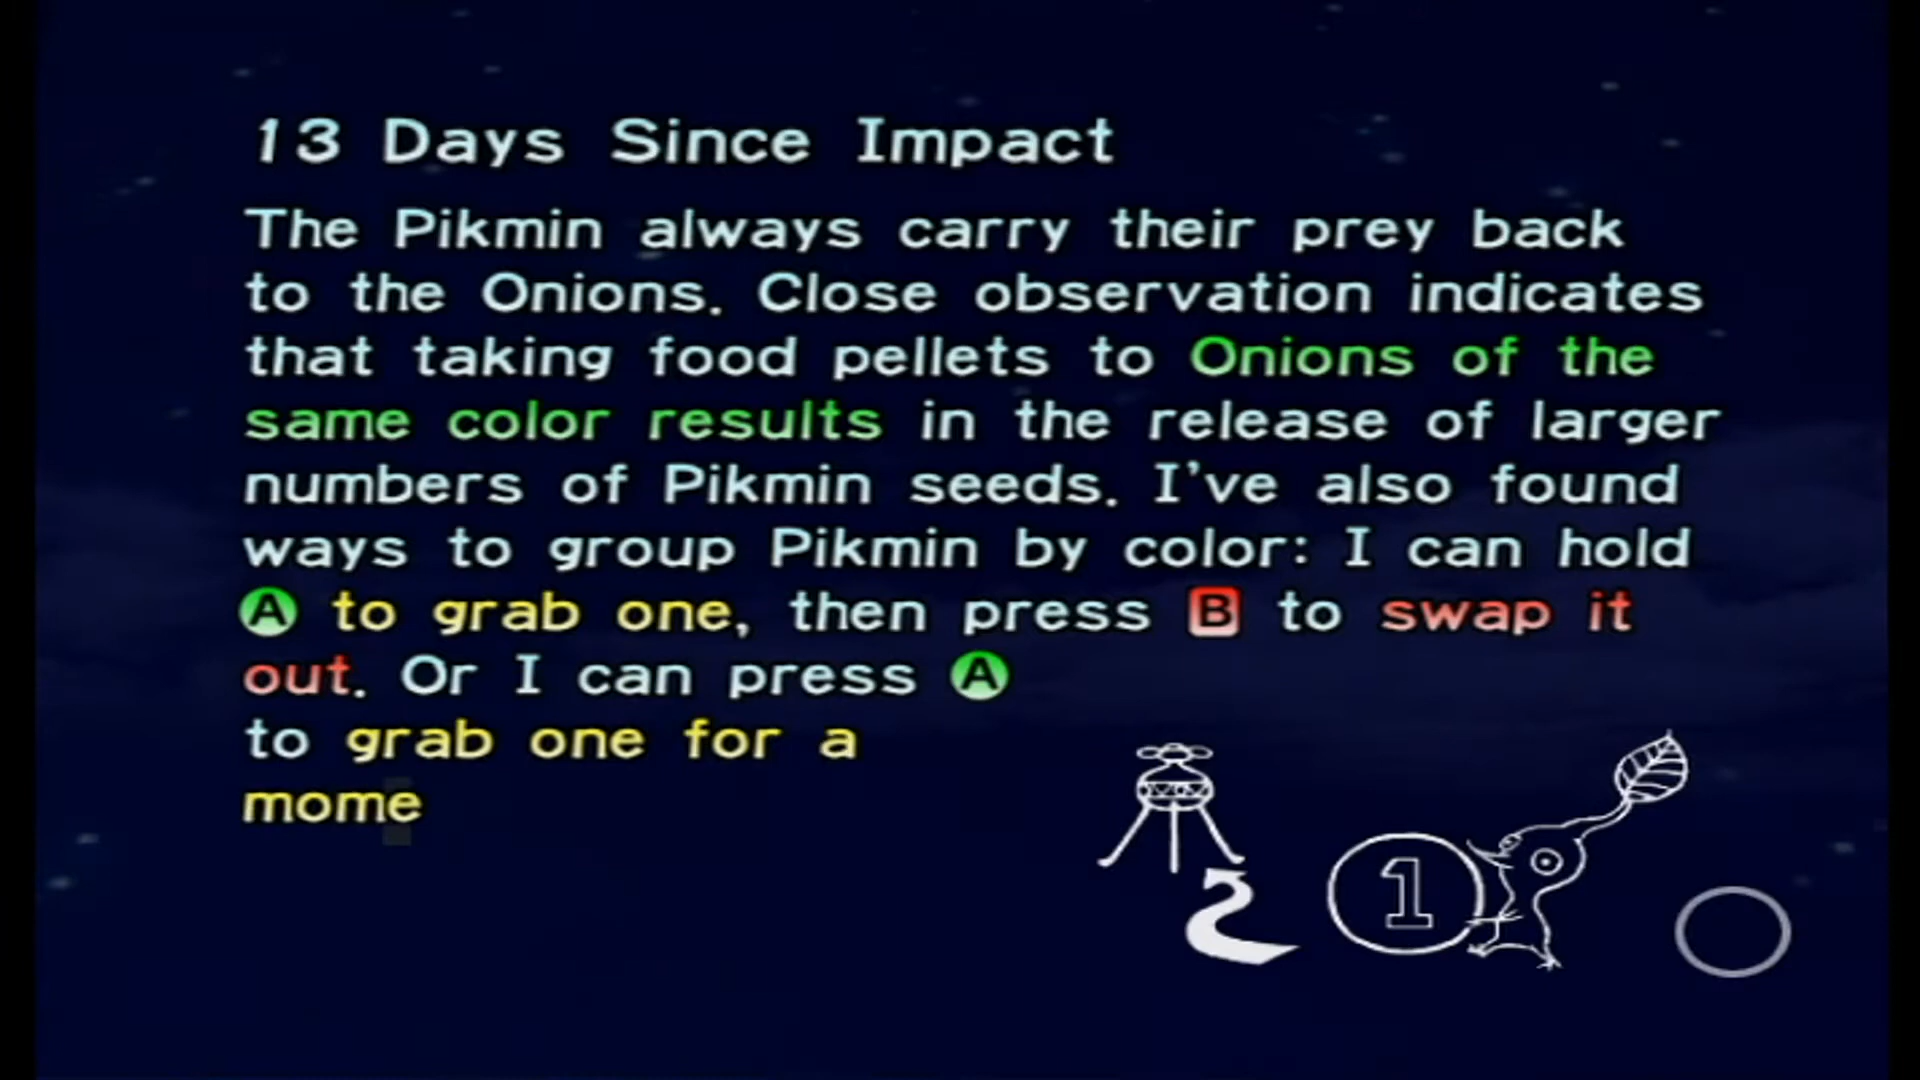 13 Days Since Impact
The Pikmin always carry their prey back
to the Onions. Close observation indicates
that taking food pellets to Onions of the
same color results in the release of larger
numbers of Pikmin seeds. I've also found
ways to group Pikmin by color: I can hold
A to grab one, then press B to swap it
out. Or I can press A
to grab one for a
mome
1